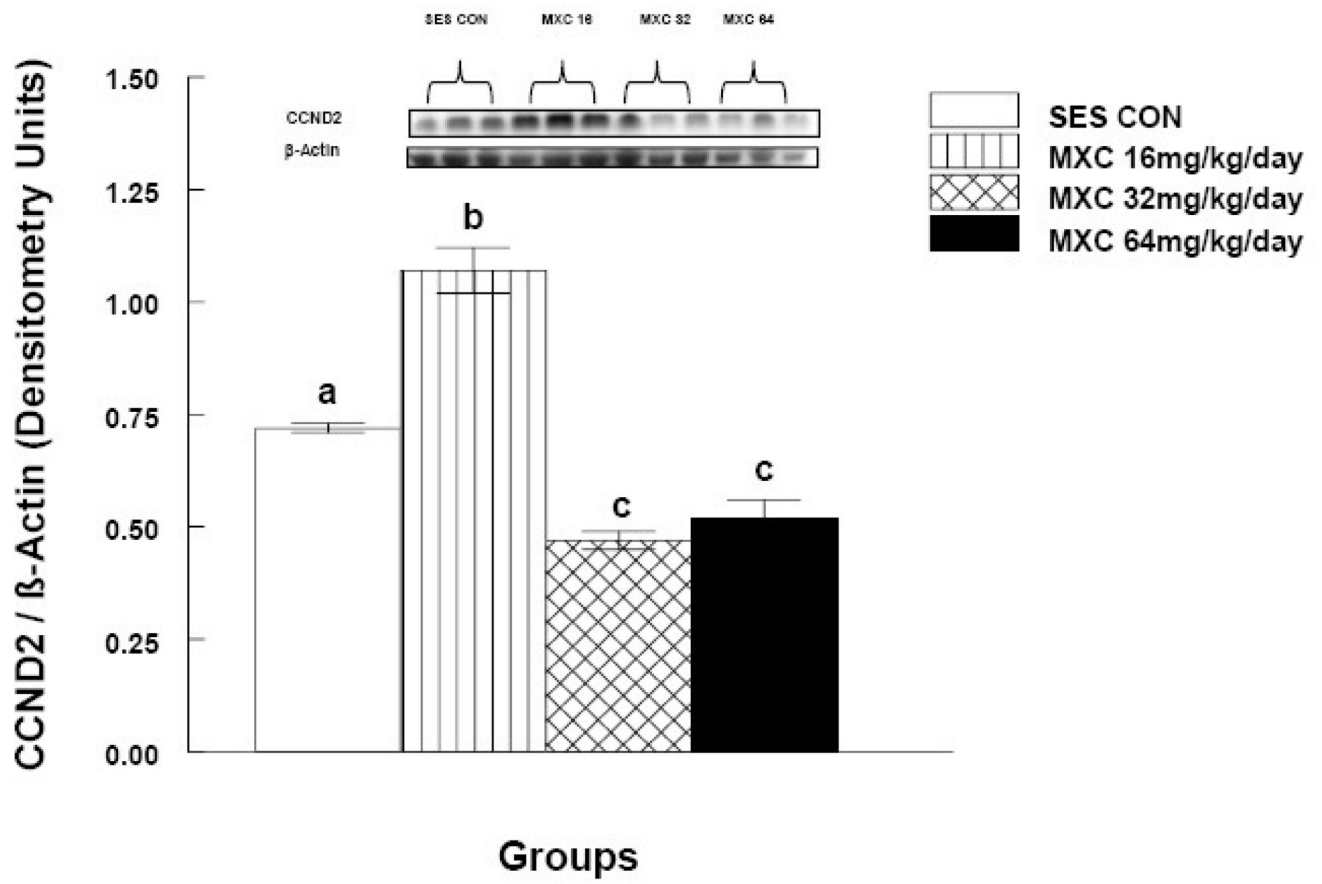 SES CON MXC 16 MXC 32 MXC 64
CCND2
β-Actin
CCND2 / ß-Actin (Densitometry Units)
1.50
1.25
1.00
0.75
0.50
0.25
0.00
a
b
c
c
SES CON
MXC 16mg/kg/day
MXC 32mg/kg/day
MXC 64mg/kg/day
Groups